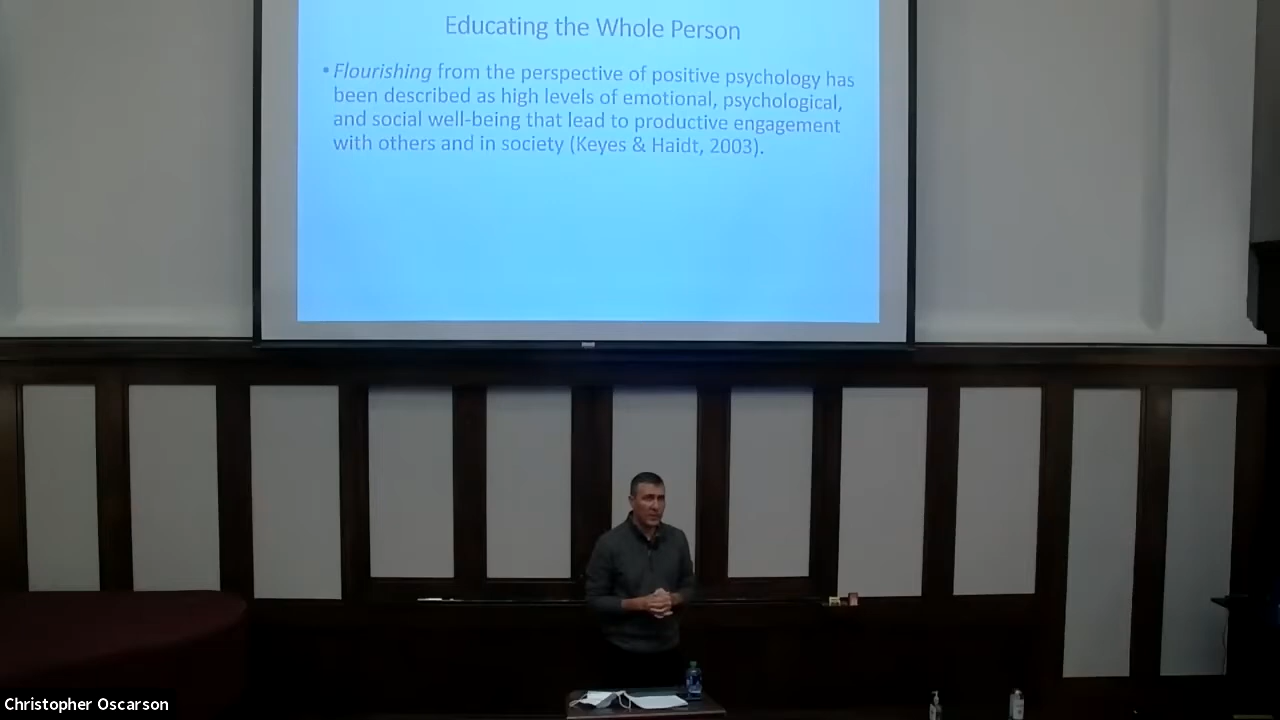 Educating the Whole Person
• Flourishing from the perspective of positive psychology has
been described as high levels of emotional, psychological,
and social well-being that lead to productive engagement
with others and in society (Keyes & Haidt, 2003).
Christopher Oscarson